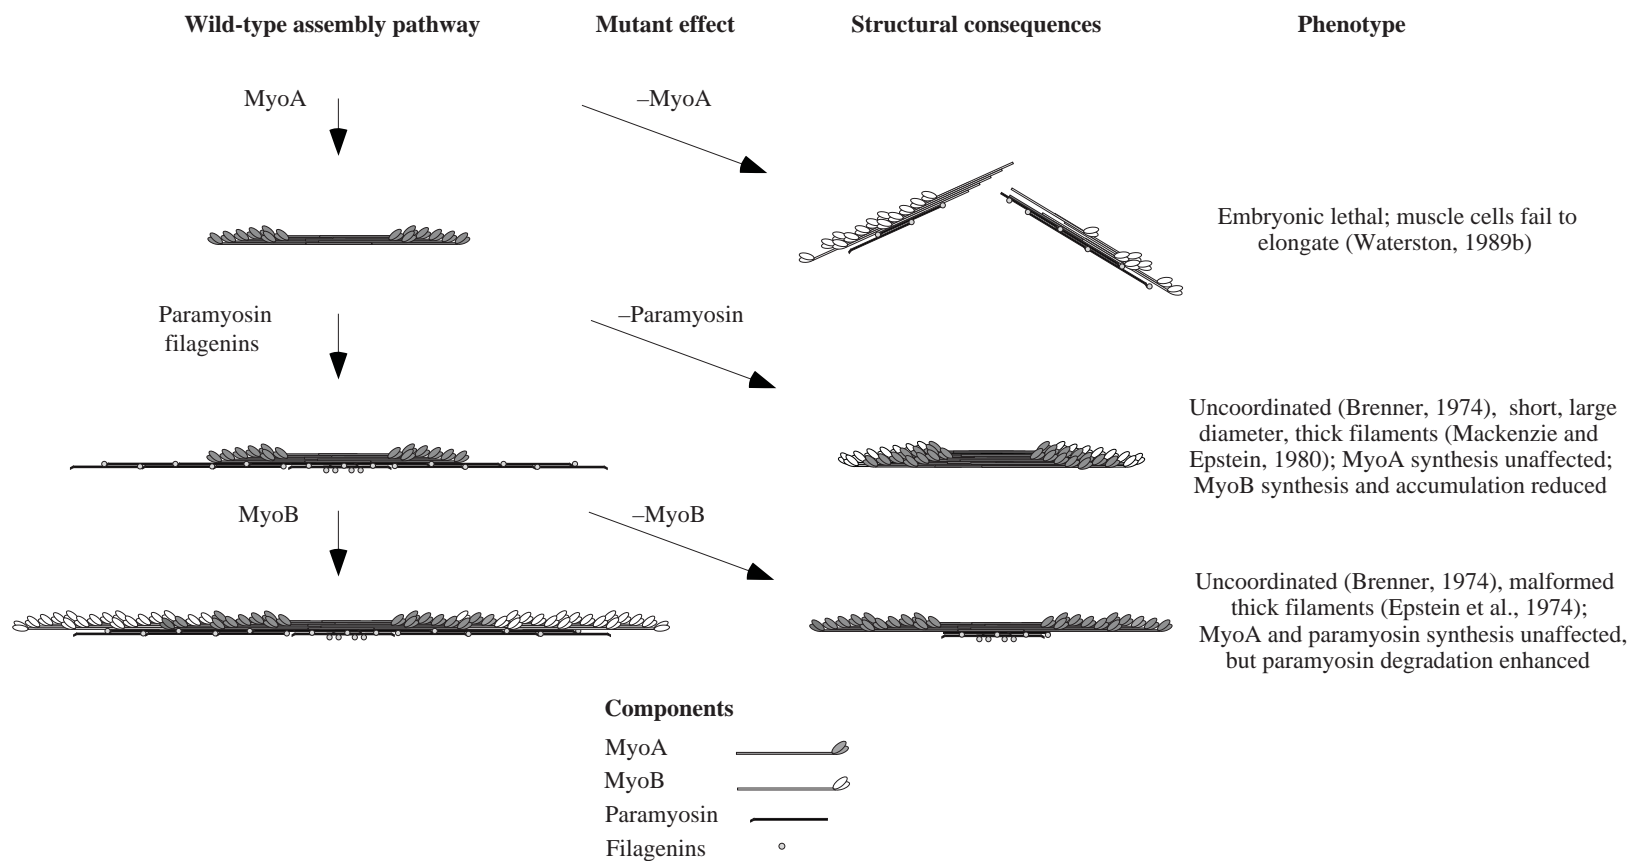 Wild-type assembly pathway
Mutant effect
Structural consequences
Phenotype
MyoA
–MyoA
Embryonic lethal; muscle cells fail to
elongate (Waterston, 1989b)
Paramyosin
filagenins
–Paramyosin
Uncoordinated (Brenner, 1974), short, large
diameter, thick filaments (Mackenzie and
Epstein, 1980); MyoA synthesis unaffected;
MyoB synthesis and accumulation reduced
MyoB
–MyoB
Uncoordinated (Brenner, 1974), malformed
thick filaments (Epstein et al., 1974);
MyoA and paramyosin synthesis unaffected,
but paramyosin degradation enhanced
Components
MyoA
MyoB
Paramyosin
Filagenins